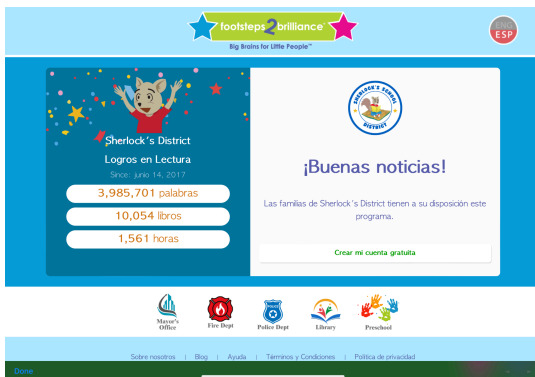 footsteps2brilliance
Big Brains for Little People™
ENG
ESP
Sherlock's District
Logros en Lectura
Since: junio 14, 2017
3,985,701 palabras
10,054 libros
1,561 horas
SHERLOCK'S SCHOOL
DISTRICT
¡Buenas noticias!
Las familias de Sherlock's District tienen a su disposición este
programa.
Crear mi cuenta gratuita
Mayor's
Office
Fire Dept
Police Dept
Library
Preschool
Sobre nosotros | Blog | Ayuda | Términos y Condiciones | Política de privacidad
Done